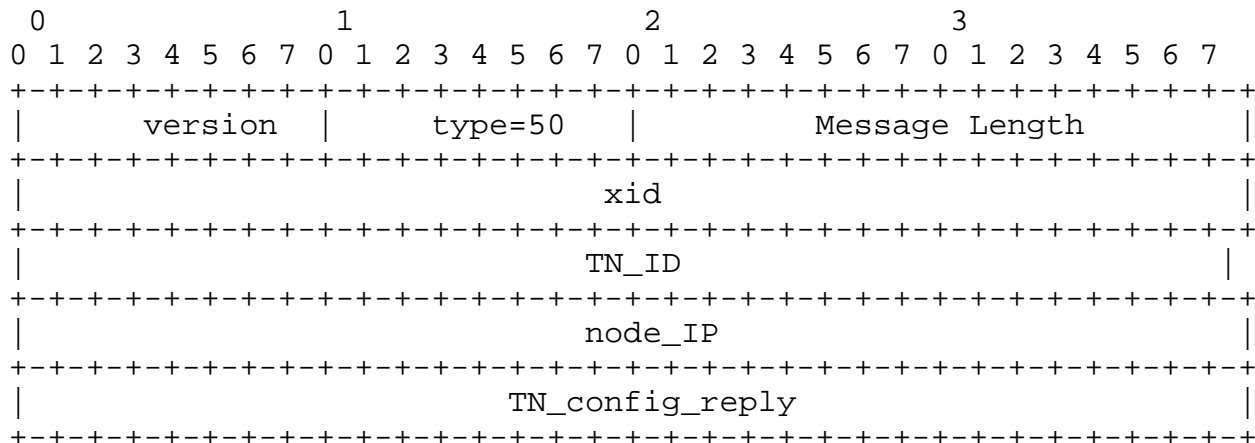 0 1 2 3
0 1 2 3 4 5 6 7 0 1 2 3 4 5 6 7 0 1 2 3 4 5 6 7 0 1 2 3 4 5 6 7
+-+-+-+-+-+-+-+-+-+-+-+-+-+-+-+-+-+-+-+-+-+-+-+-+-+-+-+-+-+-+-+-+
| version | type=50 | Message Length |
+-+-+-+-+-+-+-+-+-+-+-+-+-+-+-+-+-+-+-+-+-+-+-+-+-+-+-+-+-+-+-+-+
| xid |
+-+-+-+-+-+-+-+-+-+-+-+-+-+-+-+-+-+-+-+-+-+-+-+-+-+-+-+-+-+-+-+-+
| TN_ID |
+-+-+-+-+-+-+-+-+-+-+-+-+-+-+-+-+-+-+-+-+-+-+-+-+-+-+-+-+-+-+-+-+
| node_IP |
+-+-+-+-+-+-+-+-+-+-+-+-+-+-+-+-+-+-+-+-+-+-+-+-+-+-+-+-+-+-+-+-+
| TN_config_reply |
+-+-+-+-+-+-+-+-+-+-+-+-+-+-+-+-+-+-+-+-+-+-+-+-+-+-+-+-+-+-+-+-+